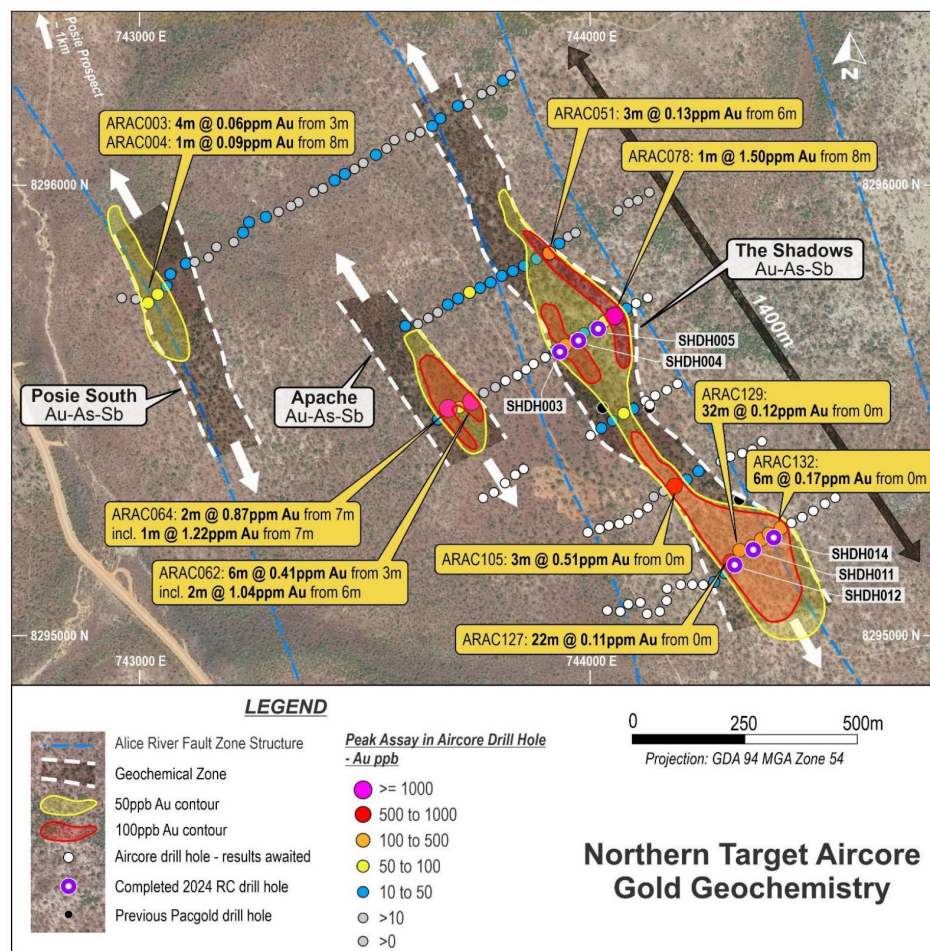 743000 E
744000 E
Posie Prospect
- 1km
N
ARAC003: 4m @ 0.06ppm Au from 3m
ARAC004: 1m @ 0.09ppm Au from 8m
ARAC051: 3m @ 0.13ppm Au from 6m
ARAC078: 1m @ 1.50ppm Au from 8m
8296000 N
8296000 N
The Shadows
Au-As-Sb
1400m
SHDH005
SHDH004
SHDH003
Posie South
Au-As-Sb
Apache
Au-As-Sb
ARAC129:
32m @ 0.12ppm Au from 0m
ARAC132:
6m @ 0.17ppm Au from 0m
ARAC064: 2m @ 0.87ppm Au from 7m
incl. 1m @ 1.22ppm Au from 7m
ARAC062: 6m @ 0.41ppm Au from 3m
incl. 2m @ 1.04ppm Au from 6m
ARAC105: 3m @ 0.51ppm Au from 0m
SHDH014
SHDH011
SHDH012
ARAC127: 22m @ 0.11ppm Au from 0m
8295000 N
8295000 N
743000 E
744000 E
LEGEND
Alice River Fault Zone Structure
Geochemical Zone
50ppb Au contour
100ppb Au contour
Aircore drill hole - results awaited
Completed 2024 RC drill hole
Previous Pacgold drill hole
Peak Assay in Aircore Drill Hole
- Au ppb
>= 1000
500 to 1000
100 to 500
50 to 100
10 to 50
>10
>0
0 250 500m
Projection: GDA 94 MGA Zone 54
Northern Target Aircore
Gold Geochemistry